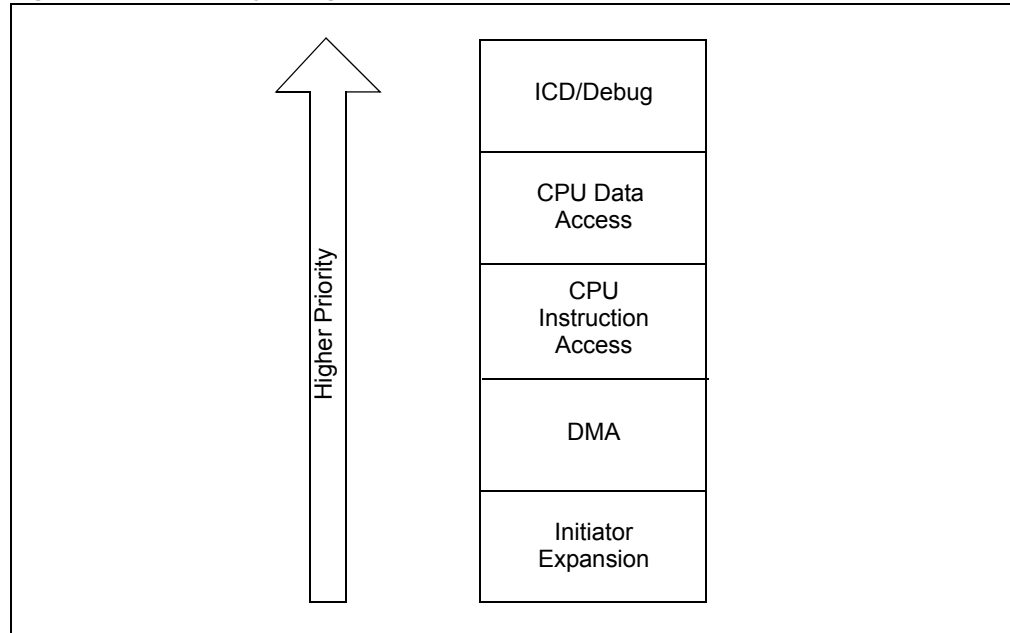 Higher Priority
ICD/Debug
CPU Data
Access
CPU
Instruction
Access
DMA
Initiator
Expansion